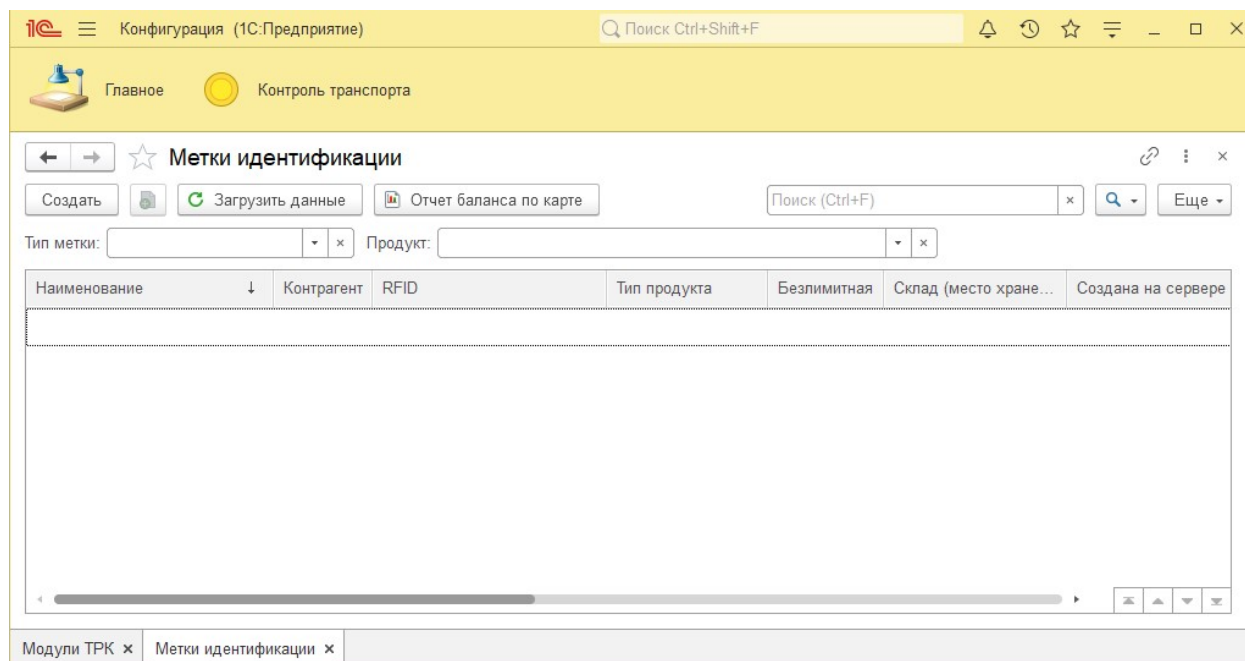 1С Конфигурация (1С:Предприятие) Поиск Ctrl+Shift+F
Главное Контроль транспорта
Метки идентификации
Создать Загрузить данные Отчет баланса по карте Поиск (Ctrl+F) Еще
Тип метки: Продукт:
Наименование Контрагент RFID Тип продукта Безлимитная Склад (место хране... Создана на сервере
Модули ТРК Метки идентификации